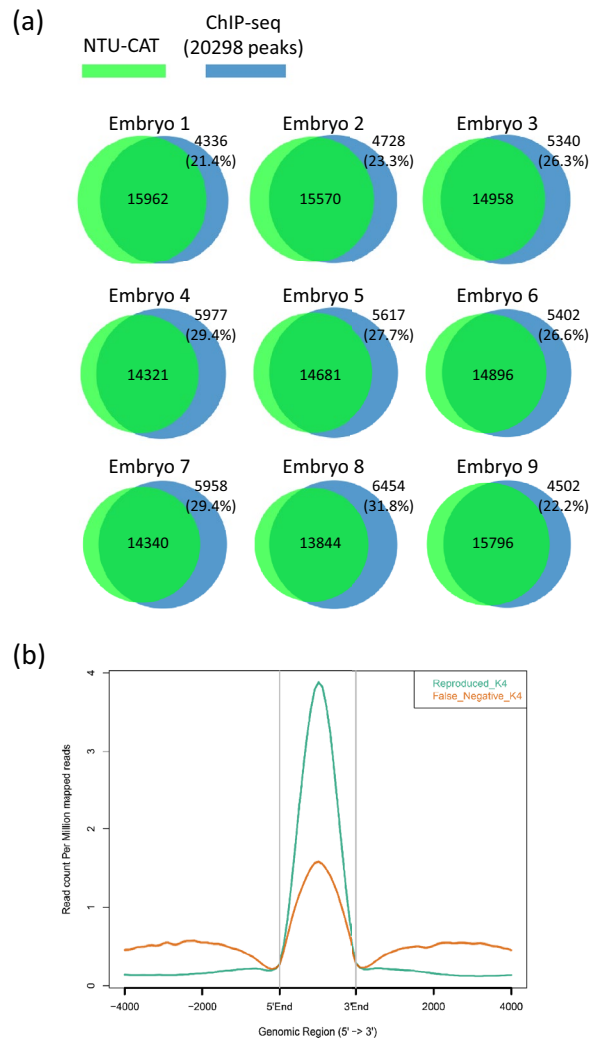 (a)
NTU-CAT
ChIP-seq
(20298 peaks)
Embryo 1
4336
(21.4%)
15962
Embryo 2
4728
(23.3%)
15570
Embryo 3
5340
(26.3%)
14958
Embryo 4
5977
(29.4%)
14321
Embryo 5
5617
(27.7%)
14681
Embryo 6
5402
(26.6%)
14896
Embryo 7
5958
(29.4%)
14340
Embryo 8
6454
(31.8%)
13844
Embryo 9
4502
(22.2%)
15796
(b)
Reproduced_K4
False_Negative_K4
Read count Per Million mapped reads
4
3
2
1
0
−4000
−2000
5'End
3'End
2000
4000
Genomic Region (5' -> 3')